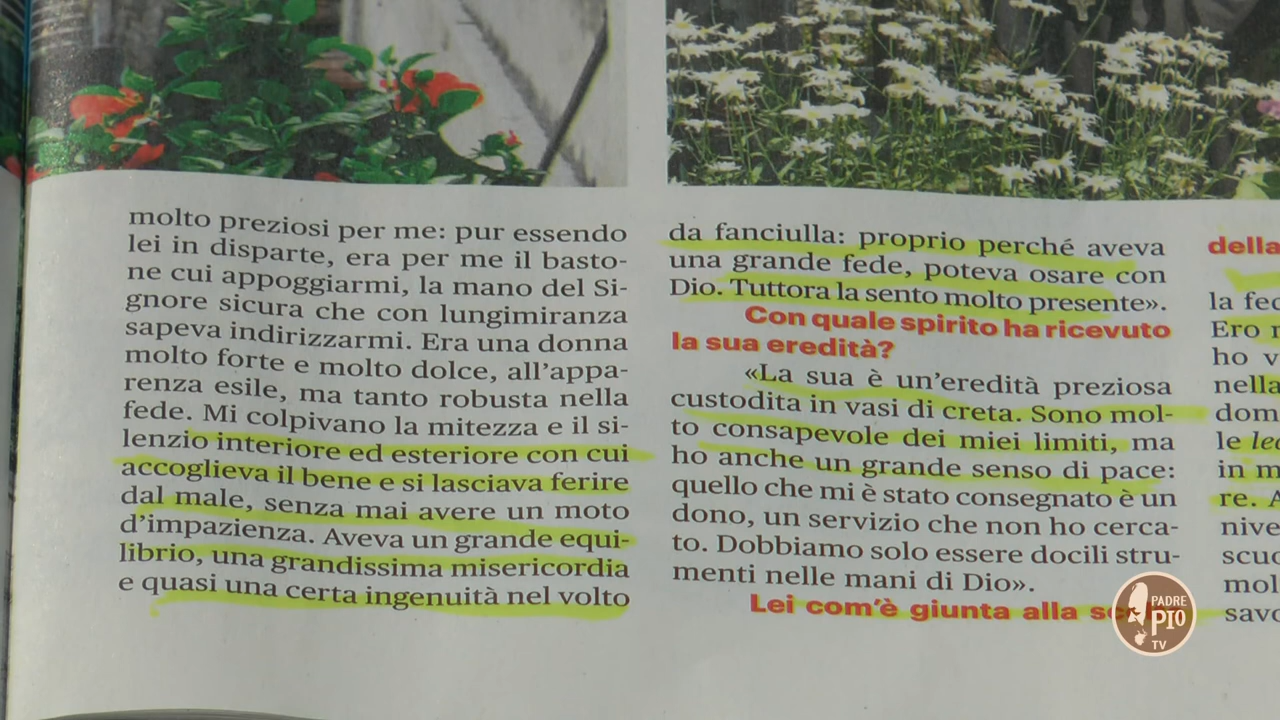 molto preziosi per me: pur essendo
lei in disparte, era per me il basto-
ne cui appoggiarmi, la mano del Si-
gnore sicura che con lungimiranza
sapeva indirizzarmi. Era una donna
molto forte e molto dolce, all'appa-
renza esile, ma tanto robusta nella
fede. Mi colpivano la mitezza e il si-
lenzio interiore ed esteriore con cui
accoglieva il bene e si lasciava ferire
dal male, senza mai avere un moto
d'impazienza. Aveva un grande equi-
librio, una grandissima misericordia
e quasi una certa ingenuità nel volto
da fanciulla: proprio perché aveva
una grande fede, poteva osare con
Dio. Tuttora la sento molto presente».
Con quale spirito ha ricevuto
la sua eredità?
«La sua è un'eredità preziosa
custodita in vasi di creta. Sono mol-
to consapevole dei miei limiti, ma
ho anche un grande senso di pace:
quello che mi è stato consegnato è un
dono, un servizio che non ho cerca-
to. Dobbiamo solo essere docili stru-
menti nelle mani di Dio».
Lei com'è giunta alla
della
la
Ero
ho
nella
le
in
re.
PADRE
PIO
TV